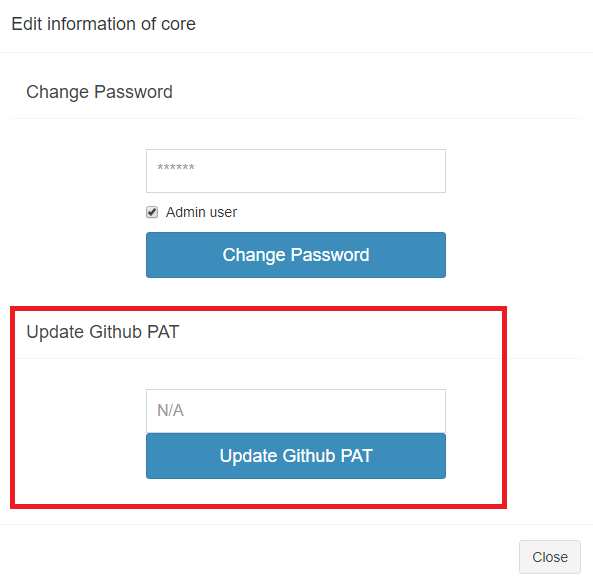 Edit information of core
Change Password
******
Admin user
Change Password
Update Github PAT
N/A
Update Github PAT
Close